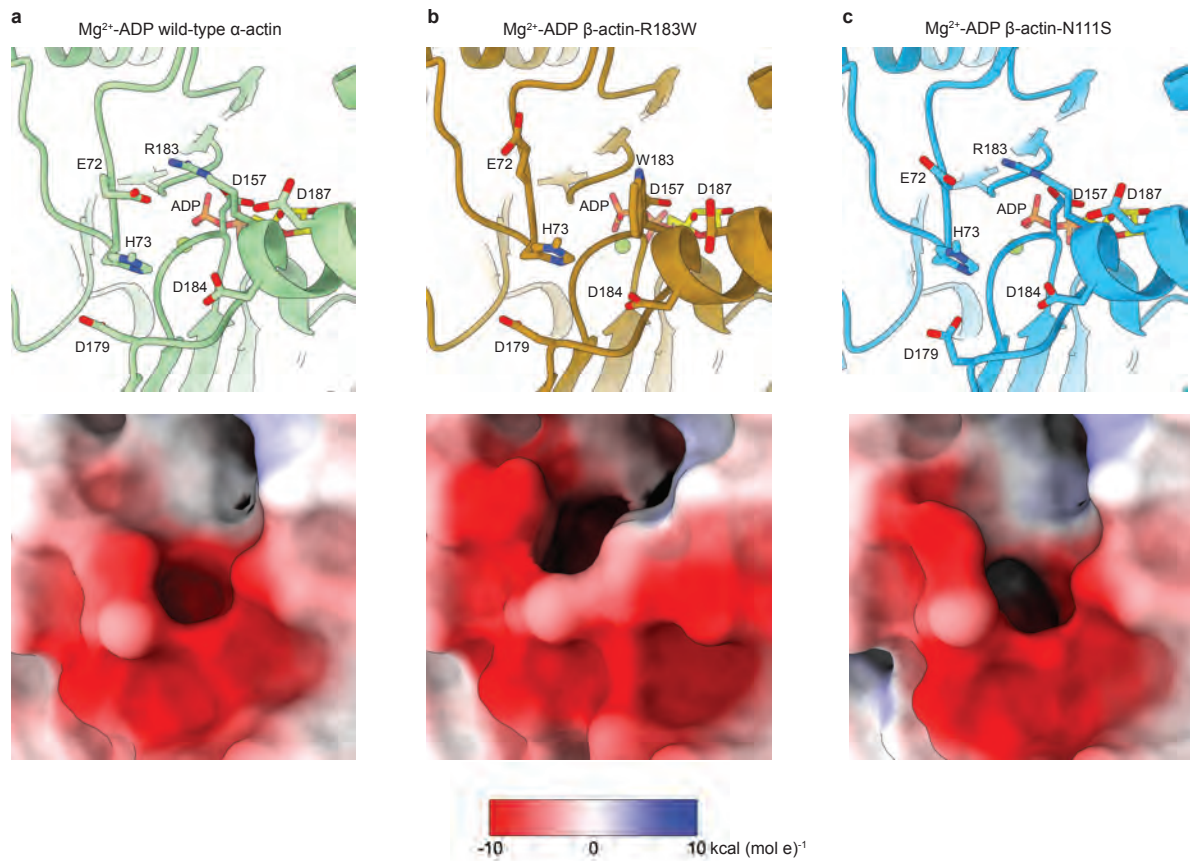 a
Mg²⁺-ADP wild-type α-actin
E72
R183
D157
D187
ADP
H73
D184
D179
b
Mg²⁺-ADP β-actin-R183W
E72
W183
D157
D187
ADP
H73
D184
D179
c
Mg²⁺-ADP β-actin-N111S
E72
R183
D157
D187
ADP
H73
D184
D179
-10 0 10 kcal (mol e)⁻¹